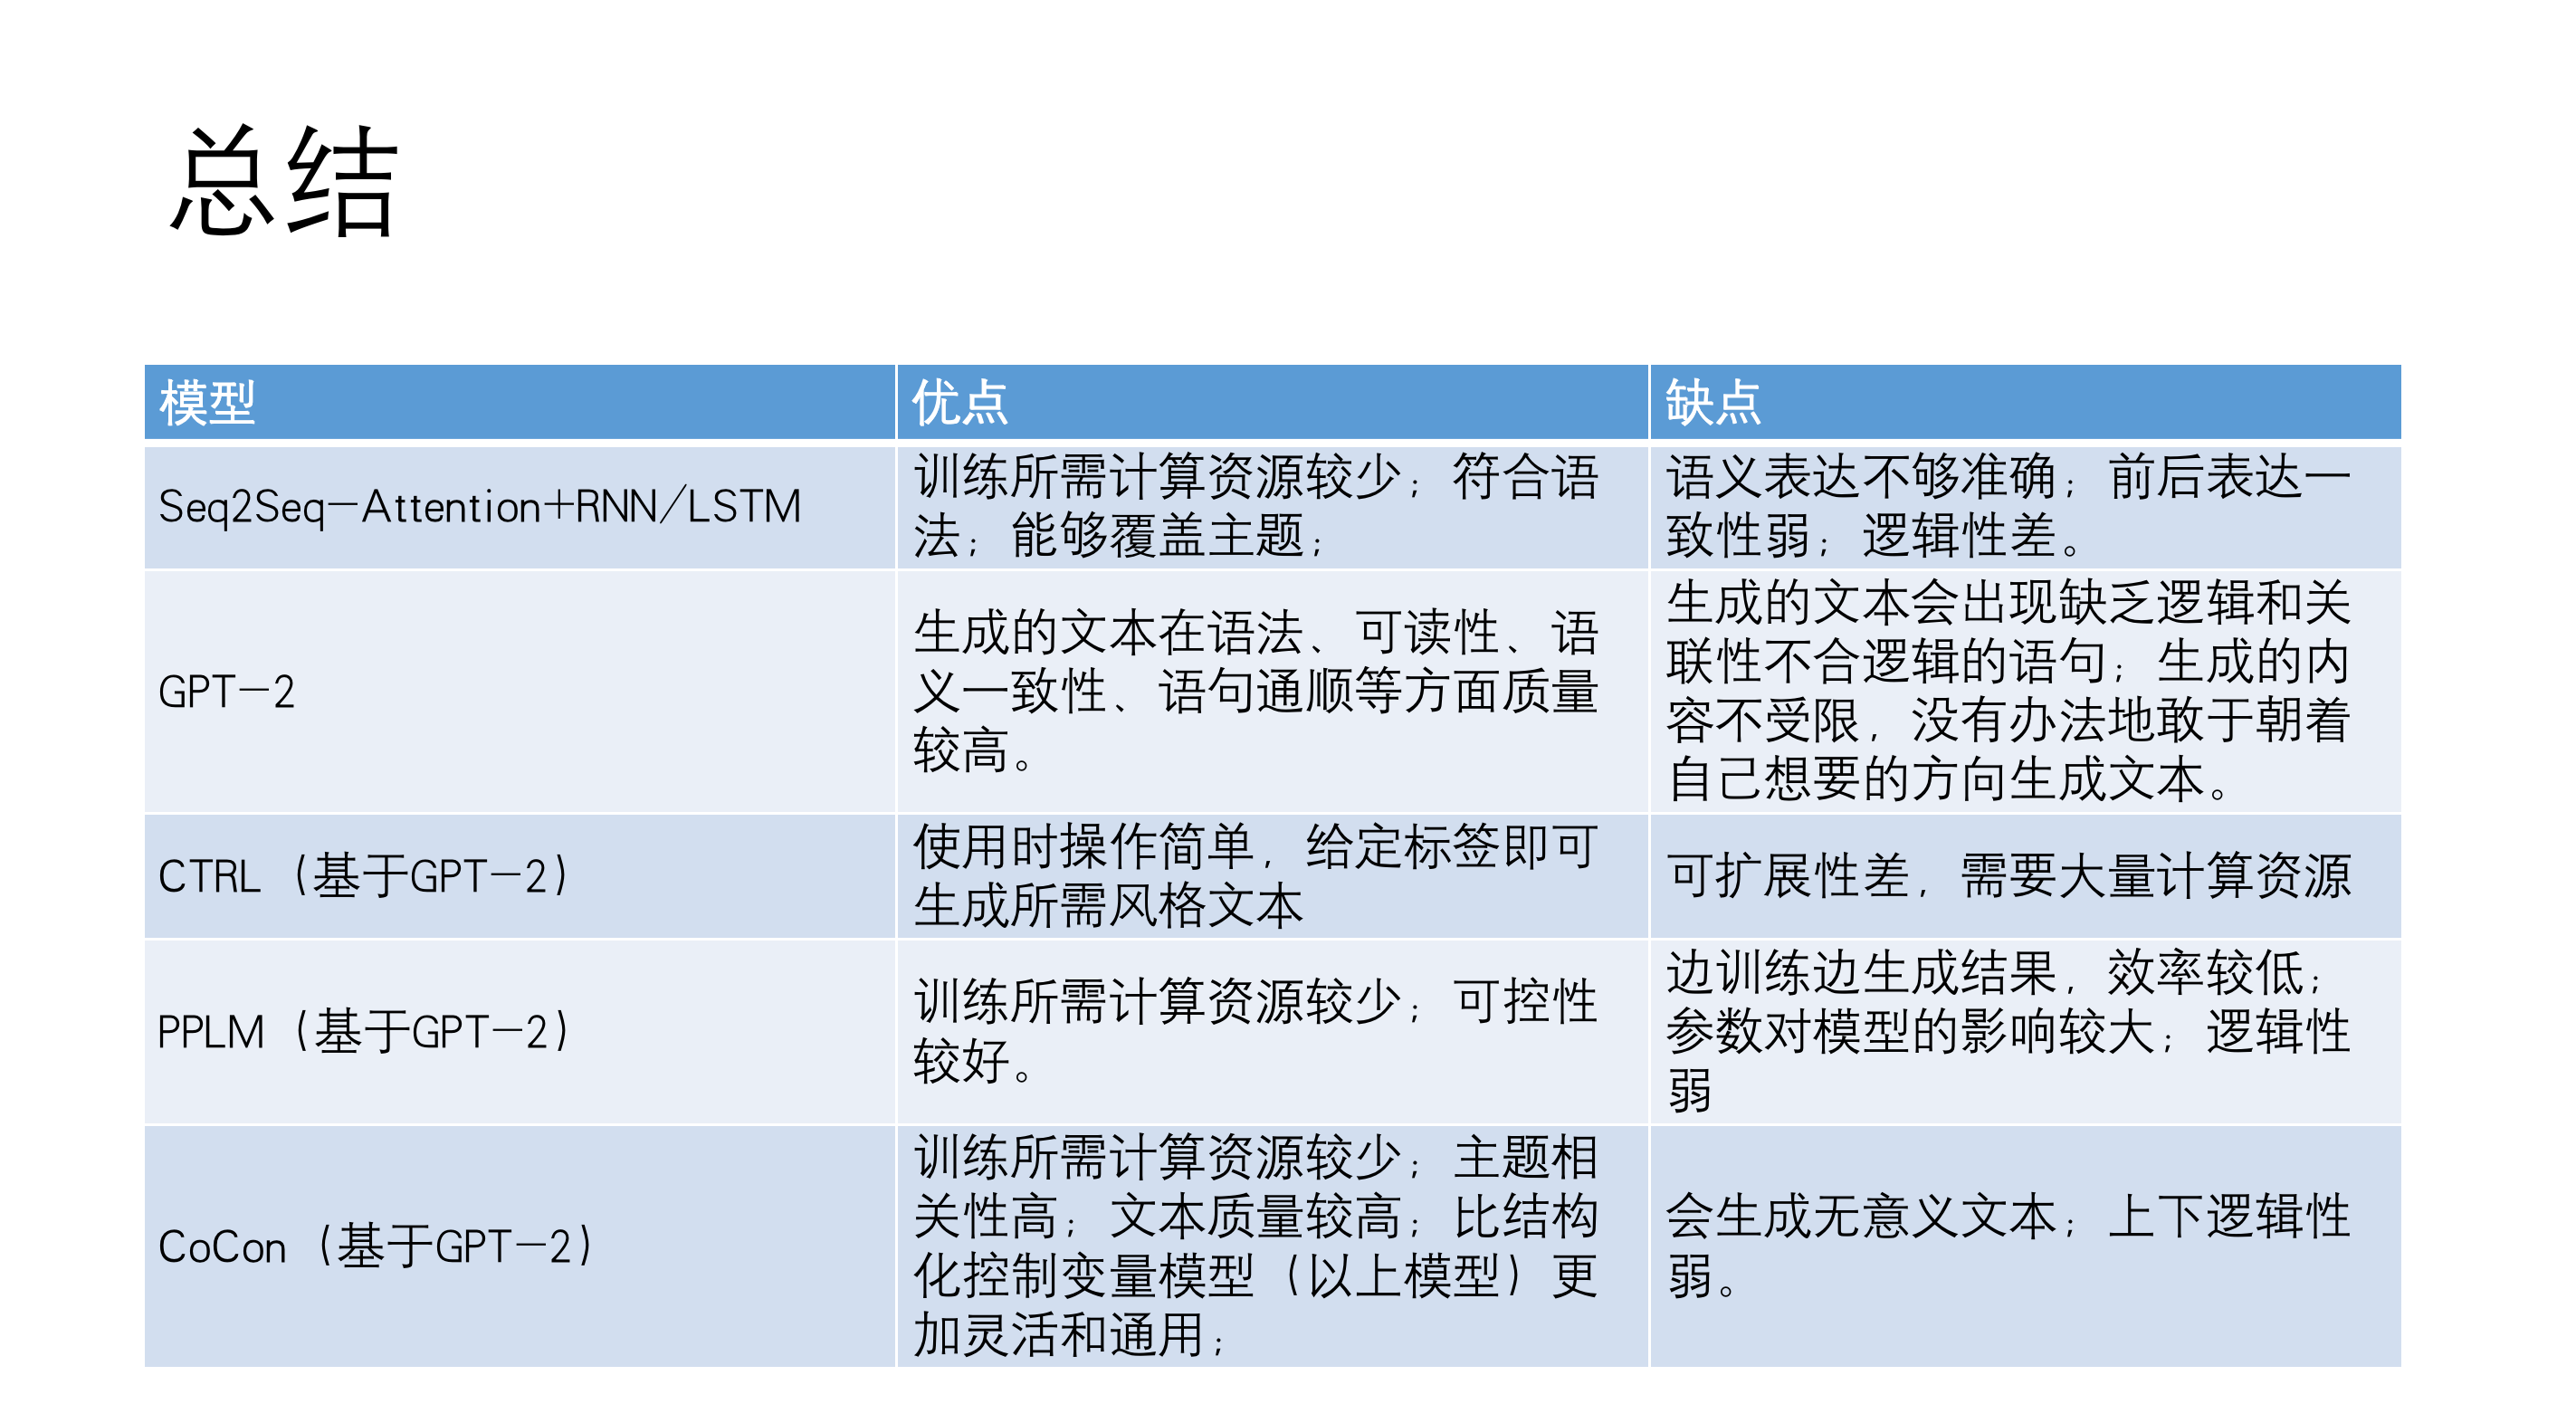 总结
模型
优点
缺点
Seq2Seq-Attention+RNN/LSTM
训练所需计算资源较少；符合语
法；能够覆盖主题；
语义表达不够准确；前后表达一
致性弱；逻辑性差。
GPT-2
生成的文本在语法、可读性、语
义一致性、语句通顺等方面质量
较高。
生成的文本会出现缺乏逻辑和关
联性不合逻辑的语句；生成的内
容不受限，没有办法地敢于朝着
自己想要的方向生成文本。
CTRL（基于GPT-2）
使用时操作简单，给定标签即可
生成所需风格文本
可扩展性差，需要大量计算资源
PPLM（基于GPT-2）
训练所需计算资源较少；可控性
较好。
边训练边生成结果，效率较低；
参数对模型的影响较大；逻辑性
弱
CoCon（基于GPT-2）
训练所需计算资源较少；主题相
关性高；文本质量较高；比结构
化控制变量模型（以上模型）更
加灵活和通用；
会生成无意义文本；上下逻辑性
弱。